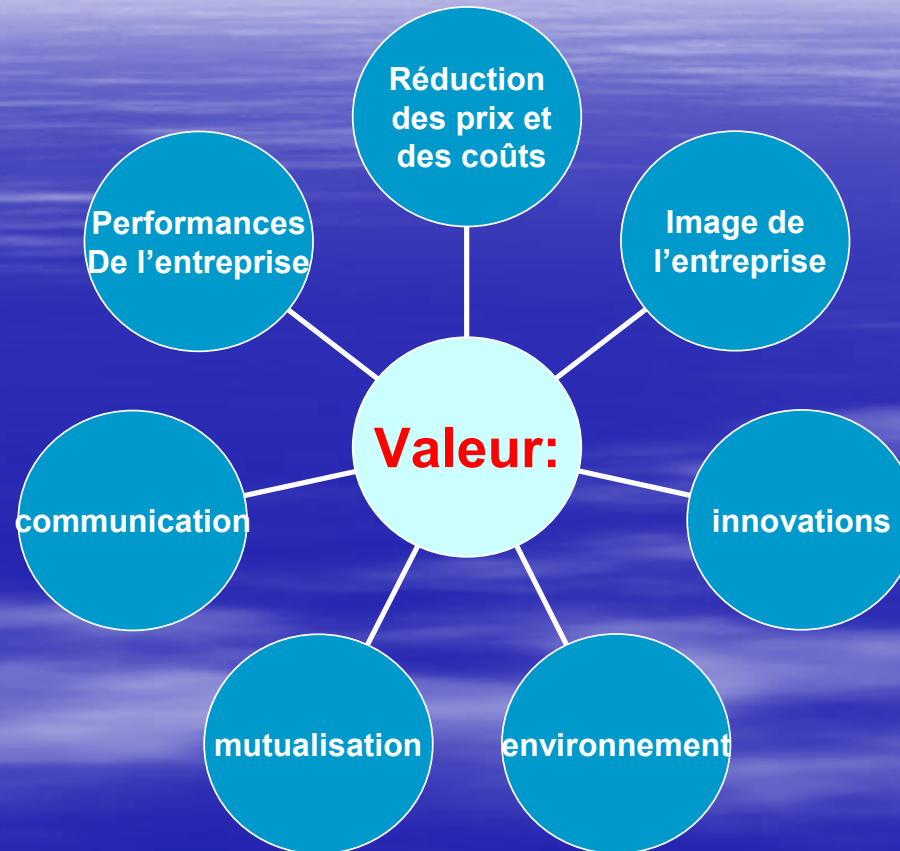 Réduction
des prix et
des coûts
Image de
l’entreprise
innovations
environnement
mutualisation
communication
Performances
De l’entreprise
Valeur: